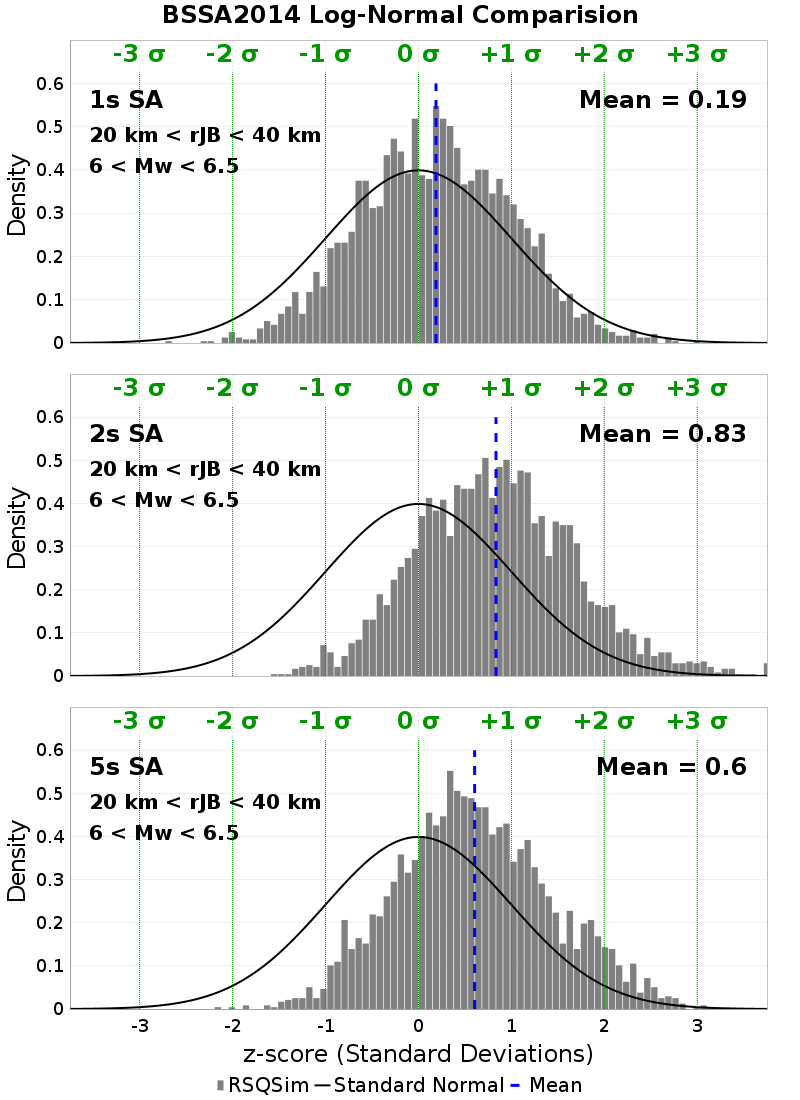 BSSA2014 Log-Normal Comparision
-3 σ -2 σ -1 σ 0 σ +1 σ +2 σ +3 σ
1s SA
Mean = 0.19
20 km < rJB < 40 km
6 < Mw < 6.5
Density
0.6
0.5
0.4
0.3
0.2
0.1
0
-3 σ -2 σ -1 σ 0 σ +1 σ +2 σ +3 σ
2s SA
Mean = 0.83
20 km < rJB < 40 km
6 < Mw < 6.5
Density
0.6
0.5
0.4
0.3
0.2
0.1
0
-3 σ -2 σ -1 σ 0 σ +1 σ +2 σ +3 σ
5s SA
Mean = 0.6
20 km < rJB < 40 km
6 < Mw < 6.5
Density
0.6
0.5
0.4
0.3
0.2
0.1
0
-3 -2 -1 0 1 2 3
z-score (Standard Deviations)
RSQSim Standard Normal Mean